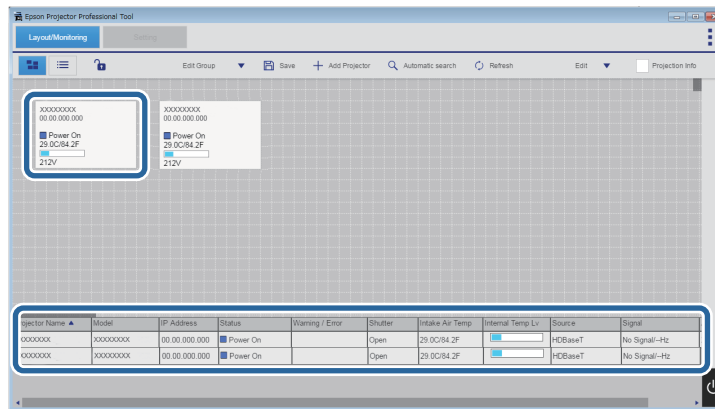 Epson Projector Professional Tool
Layout/Monitoring Setting
Edit Group Save Add Projector Automatic search Refresh Edit Projection Info
XXXXXXXX XXXXXXXX
00.00.000.000 00.00.000.000
Power On Power On
29.0C/84.2F 29.0C/84.2F
212V 212V
ojector Name Model IP Address Status Warning / Error Shutter Intake Air Temp Internal Temp Lv Source Signal
XXXXXXX XXXXXXXX 00.00.000.000 Power On Open 29.0C/84.2F HDBaseT No Signal/--Hz
XXXXXXX XXXXXXXX 00.00.000.000 Power On Open 29.0C/84.2F HDBaseT No Signal/--Hz